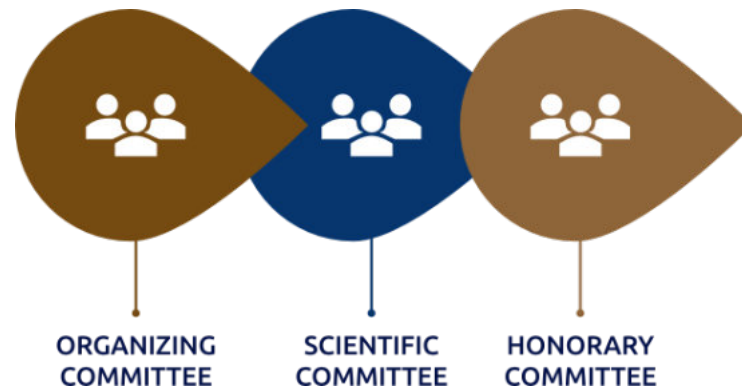 ORGANIZING
COMMITTEE
SCIENTIFIC
COMMITTEE
HONORARY
COMMITTEE